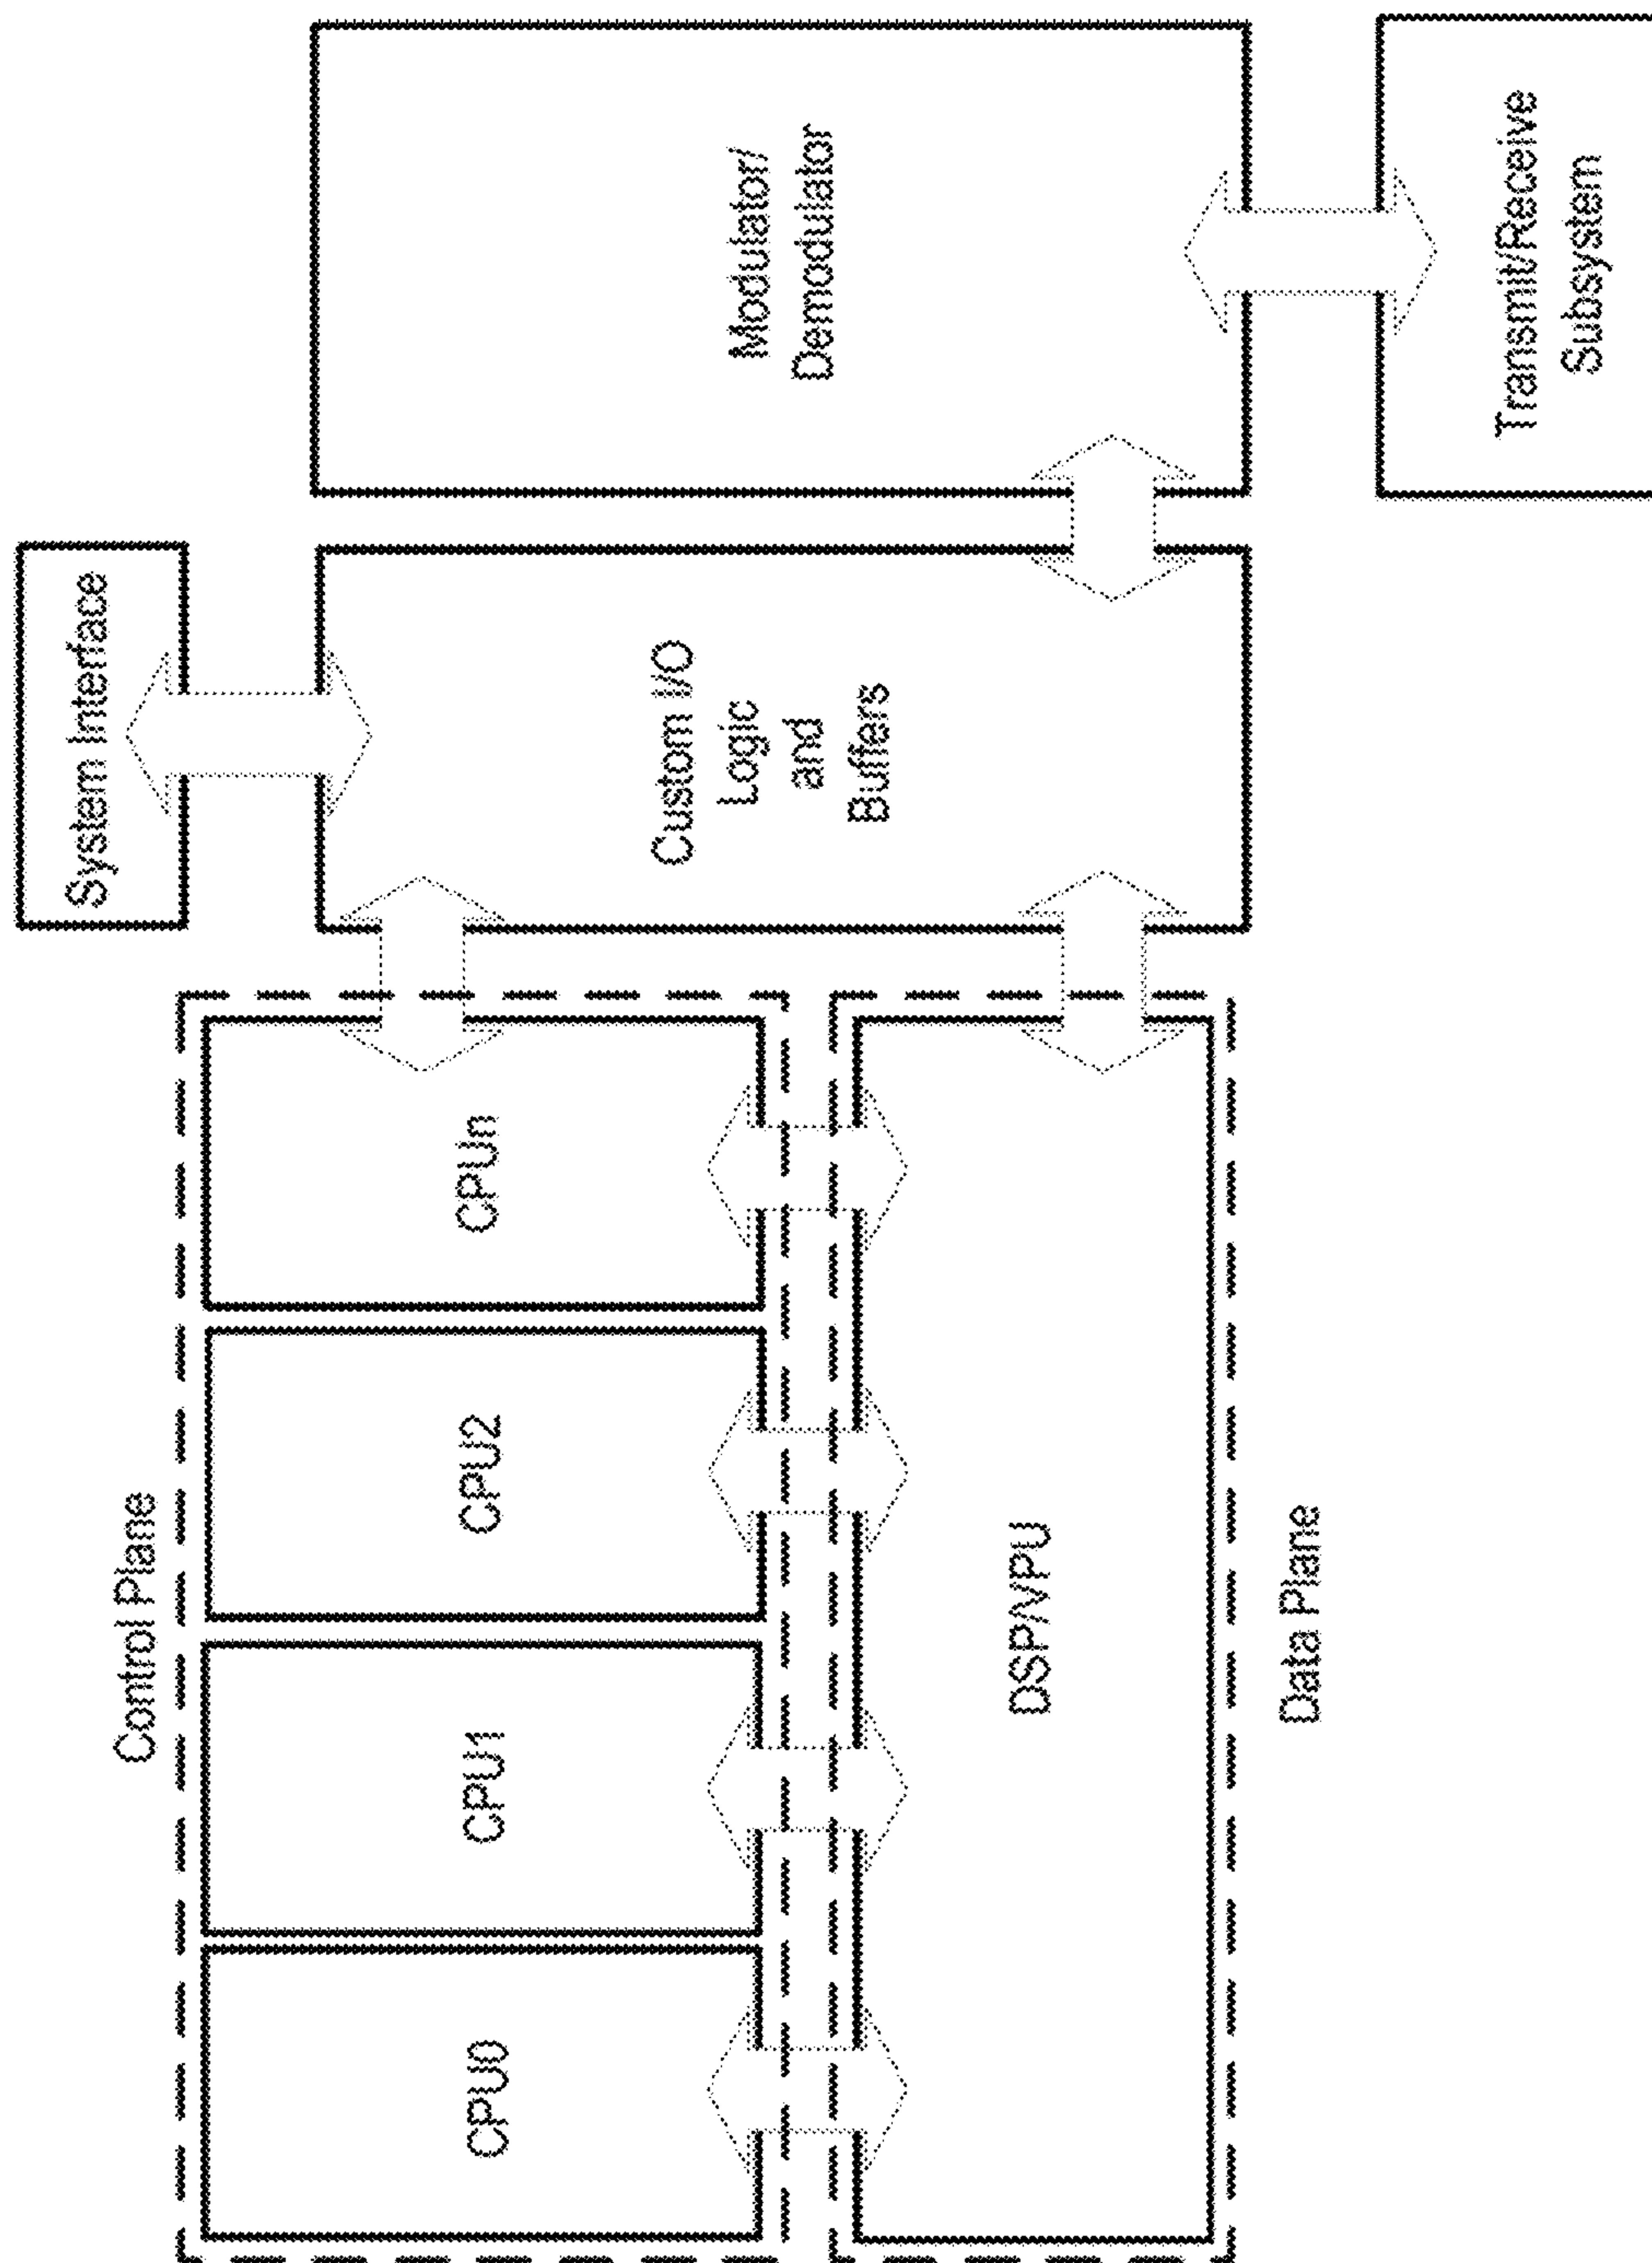 System Interface
Control Plane
CPU0
CPU1
CPU2
CPUn
Custom I/O
Logic
and
Buffers
Modulator/
Demodulator
DSP/VPU
Data Plane
Transmit/Receive
Subsystem